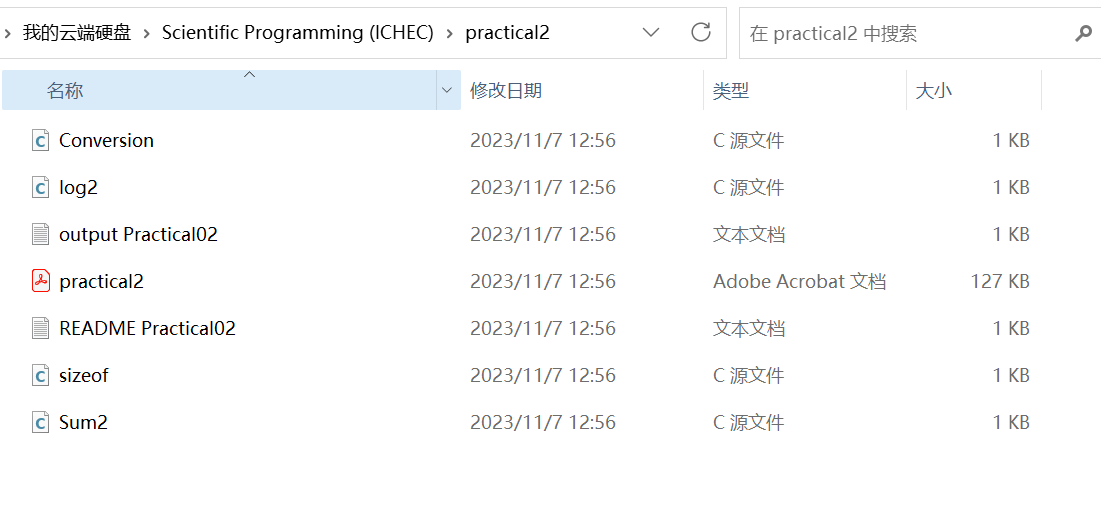 我的云端硬盘 Scientific Programming (ICHEC) practical2 在 practical2 中搜索
名称 修改日期 类型 大小
Conversion 2023/11/7 12:56 C 源文件 1 KB
log2 2023/11/7 12:56 C 源文件 1 KB
output Practical02 2023/11/7 12:56 文本文档 1 KB
practical2 2023/11/7 12:56 Adobe Acrobat 文档 127 KB
README Practical02 2023/11/7 12:56 文本文档 1 KB
sizeof 2023/11/7 12:56 C 源文件 1 KB
Sum2 2023/11/7 12:56 C 源文件 1 KB